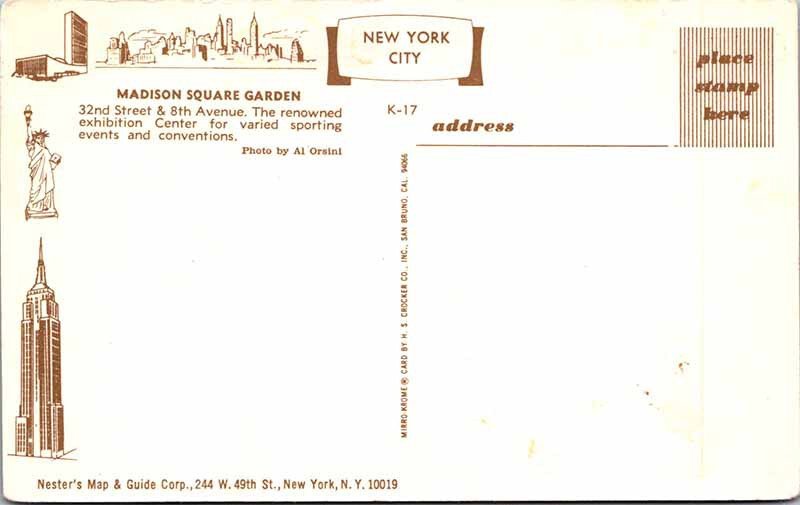 NEW YORK
CITY
place
stamp
here
MADISON SQUARE GARDEN
32nd Street & 8th Avenue. The renowned
exhibition Center for varied sporting
events and conventions.
Photo by Al Orsini
K-17
address
MIRRO-KROME® CARD BY H. S. CROCKER CO., INC., SAN BRUNO, CAL. 94066
Nester's Map & Guide Corp., 244 W. 49th St., New York, N.Y. 10019